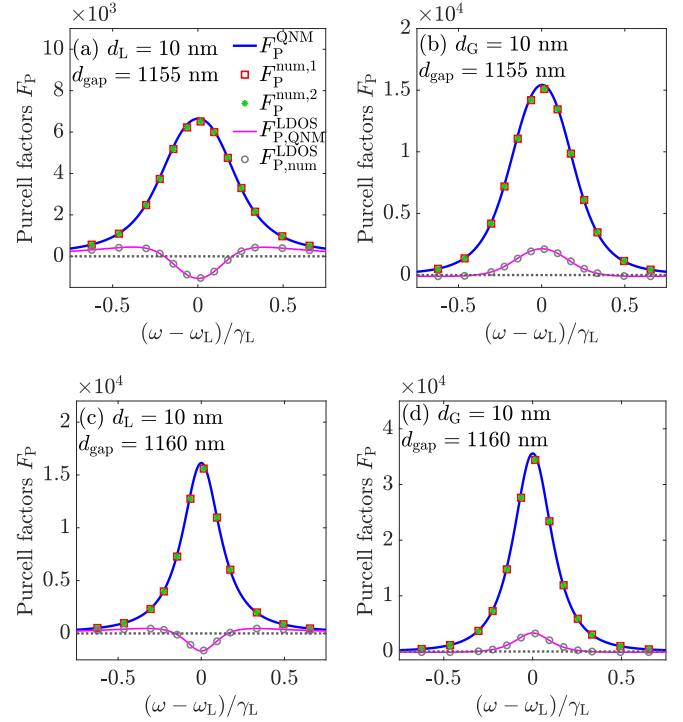 ×10³
(a) d_L = 10 nm
d_gap = 1155 nm
F_P^QNM
F_P^num,1
F_P^num,2
F_P,QNM^LDOS
F_P,num^LDOS
10
8
6
4
2
0
Purcell factors F_P
-0.5 0 0.5
(ω − ω_L)/γ_L
×10⁴
(b) d_G = 10 nm
d_gap = 1155 nm
2
1.5
1
0.5
0
Purcell factors F_P
-0.5 0 0.5
(ω − ω_L)/γ_L
×10⁴
(c) d_L = 10 nm
d_gap = 1160 nm
2
1.5
1
0.5
0
Purcell factors F_P
-0.5 0 0.5
(ω − ω_L)/γ_L
×10⁴
(d) d_G = 10 nm
d_gap = 1160 nm
4
3
2
1
0
Purcell factors F_P
-0.5 0 0.5
(ω − ω_L)/γ_L